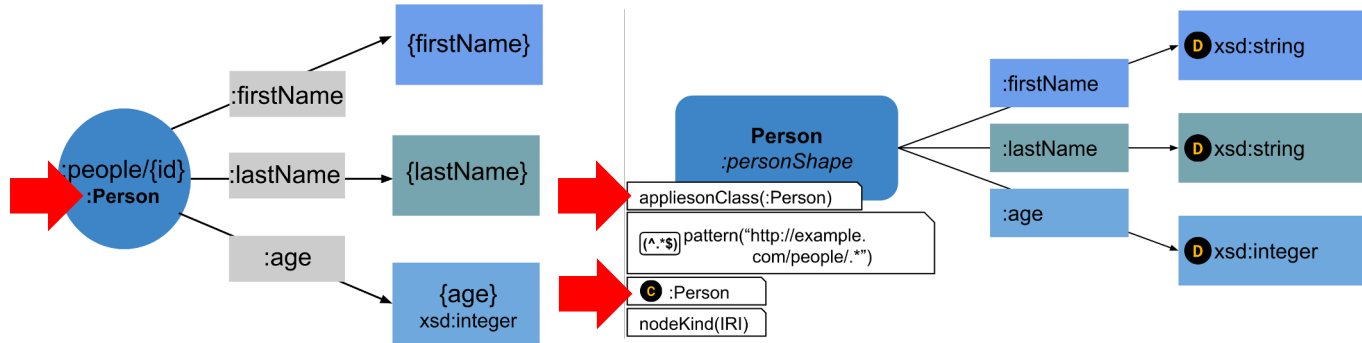 {firstName}
:firstName
:people/{id}
:Person
:lastName
{lastName}
:age
{age}
xsd:integer
Person
:personShape
appliesonClass(:Person)
(^.*$) pattern("http://example.
com/people/.*")
C :Person
nodeKind(IRI)
:firstName
D xsd:string
:lastName
D xsd:string
:age
D xsd:integer